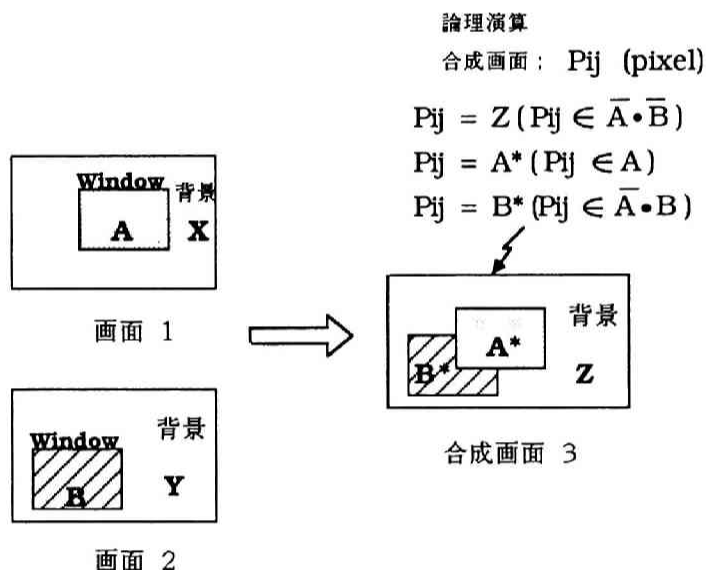 論理演算
合成画面： Pij (pixel)
Pij = Z(Pij ∈ A̅•B̅)
Pij = A*(Pij ∈ A)
Pij = B*(Pij ∈ A̅•B)
Window
背景
A
X
画面 1
Window
背景
B
Y
画面 2
背景
A*
B*
Z
合成画面 3